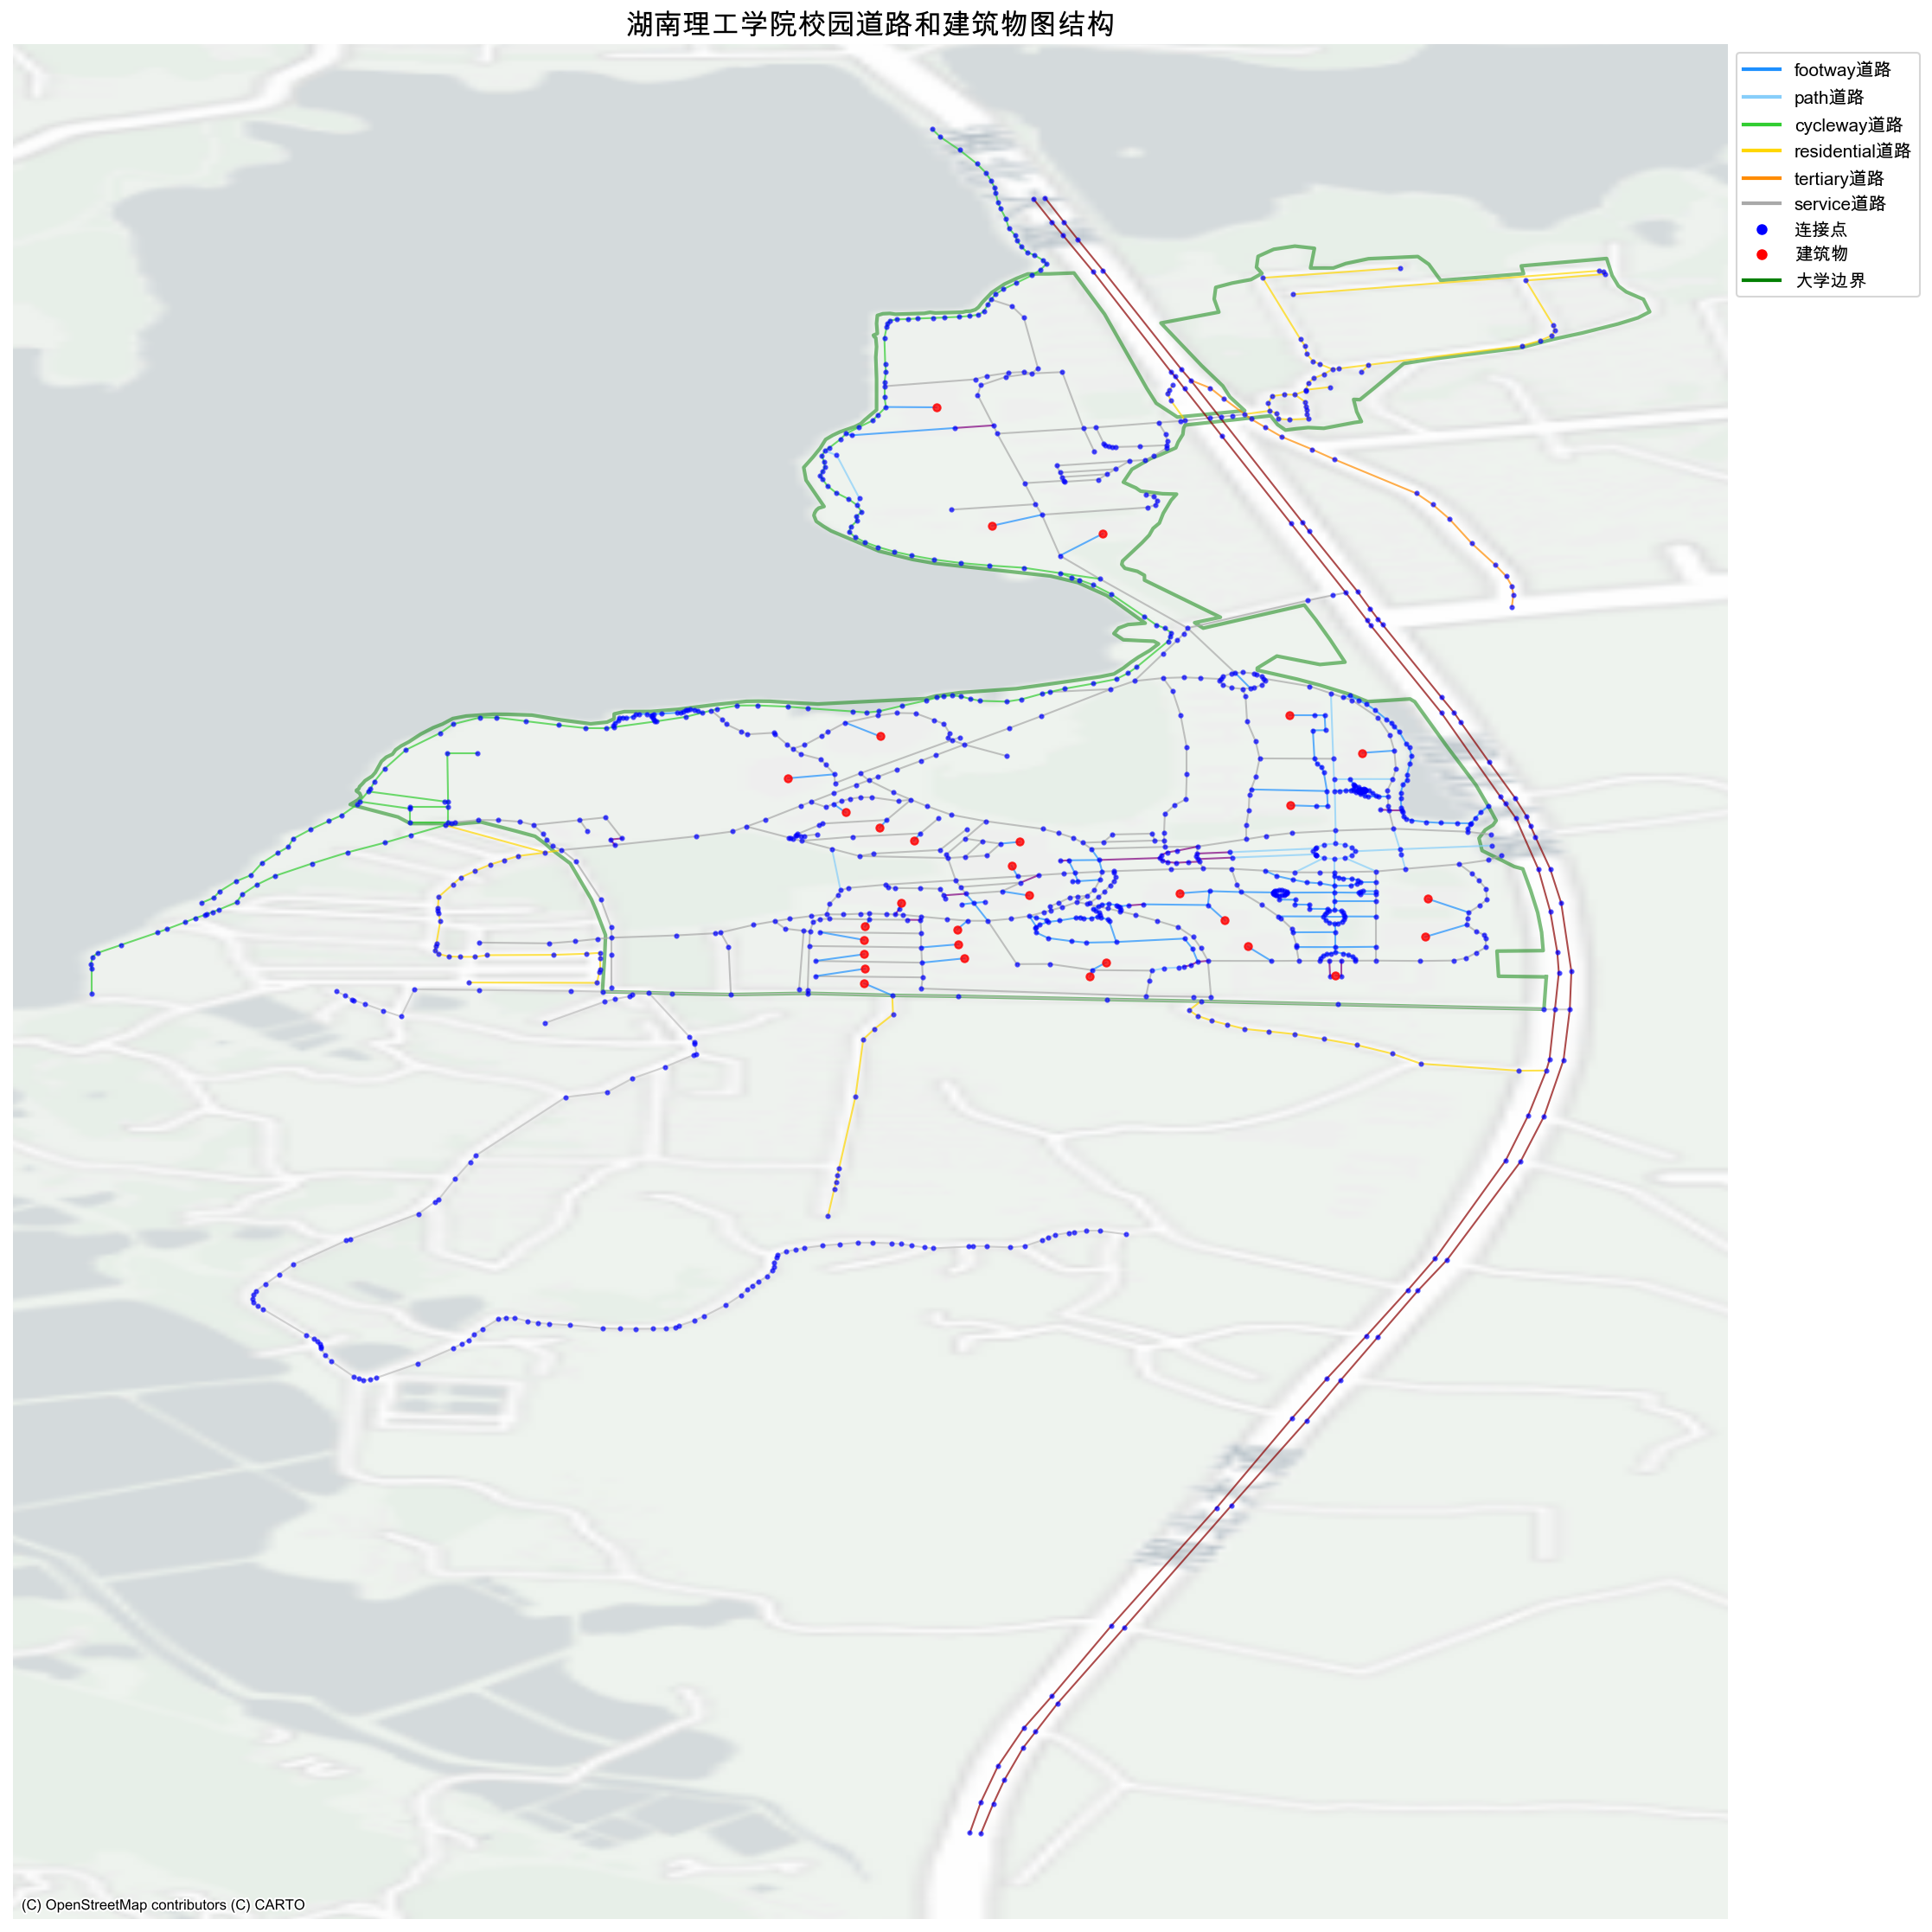 湖南理工学院校园道路和建筑物图结构
footway道路
path道路
cycleway道路
residential道路
tertiary道路
service道路
连接点
建筑物
大学边界
(C) OpenStreetMap contributors (C) CARTO